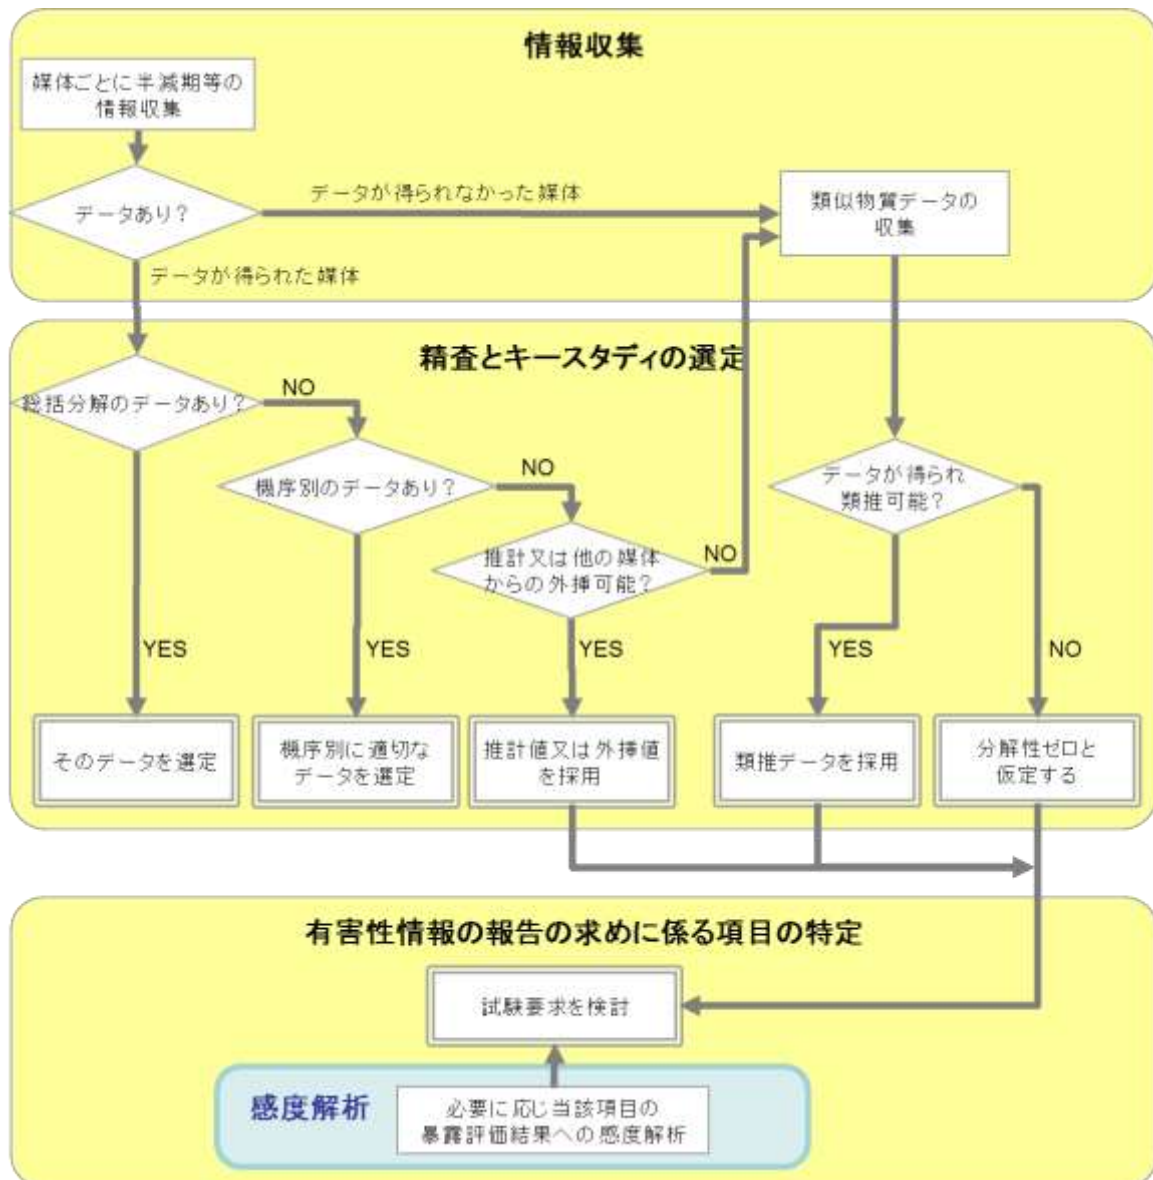 情報収集
媒体ごとに半減期等の
情報収集
データあり?
データが得られなかった媒体
類似物質データの
収集
データが得られた媒体
精査とキースタディの選定
総括分解のデータあり?
NO
機序別のデータあり?
NO
データが得られ
類推可能?
推計又は他の媒体
からの外挿可能?
NO
YES
YES
YES
YES
NO
そのデータを選定
機序別に適切な
データを選定
推計値又は外挿値
を採用
類推データを採用
分解性ゼロと
仮定する
有害性情報の報告の求めに係る項目の特定
試験要求を検討
感度解析
必要に応じ当該項目の
暴露評価結果への感度解析